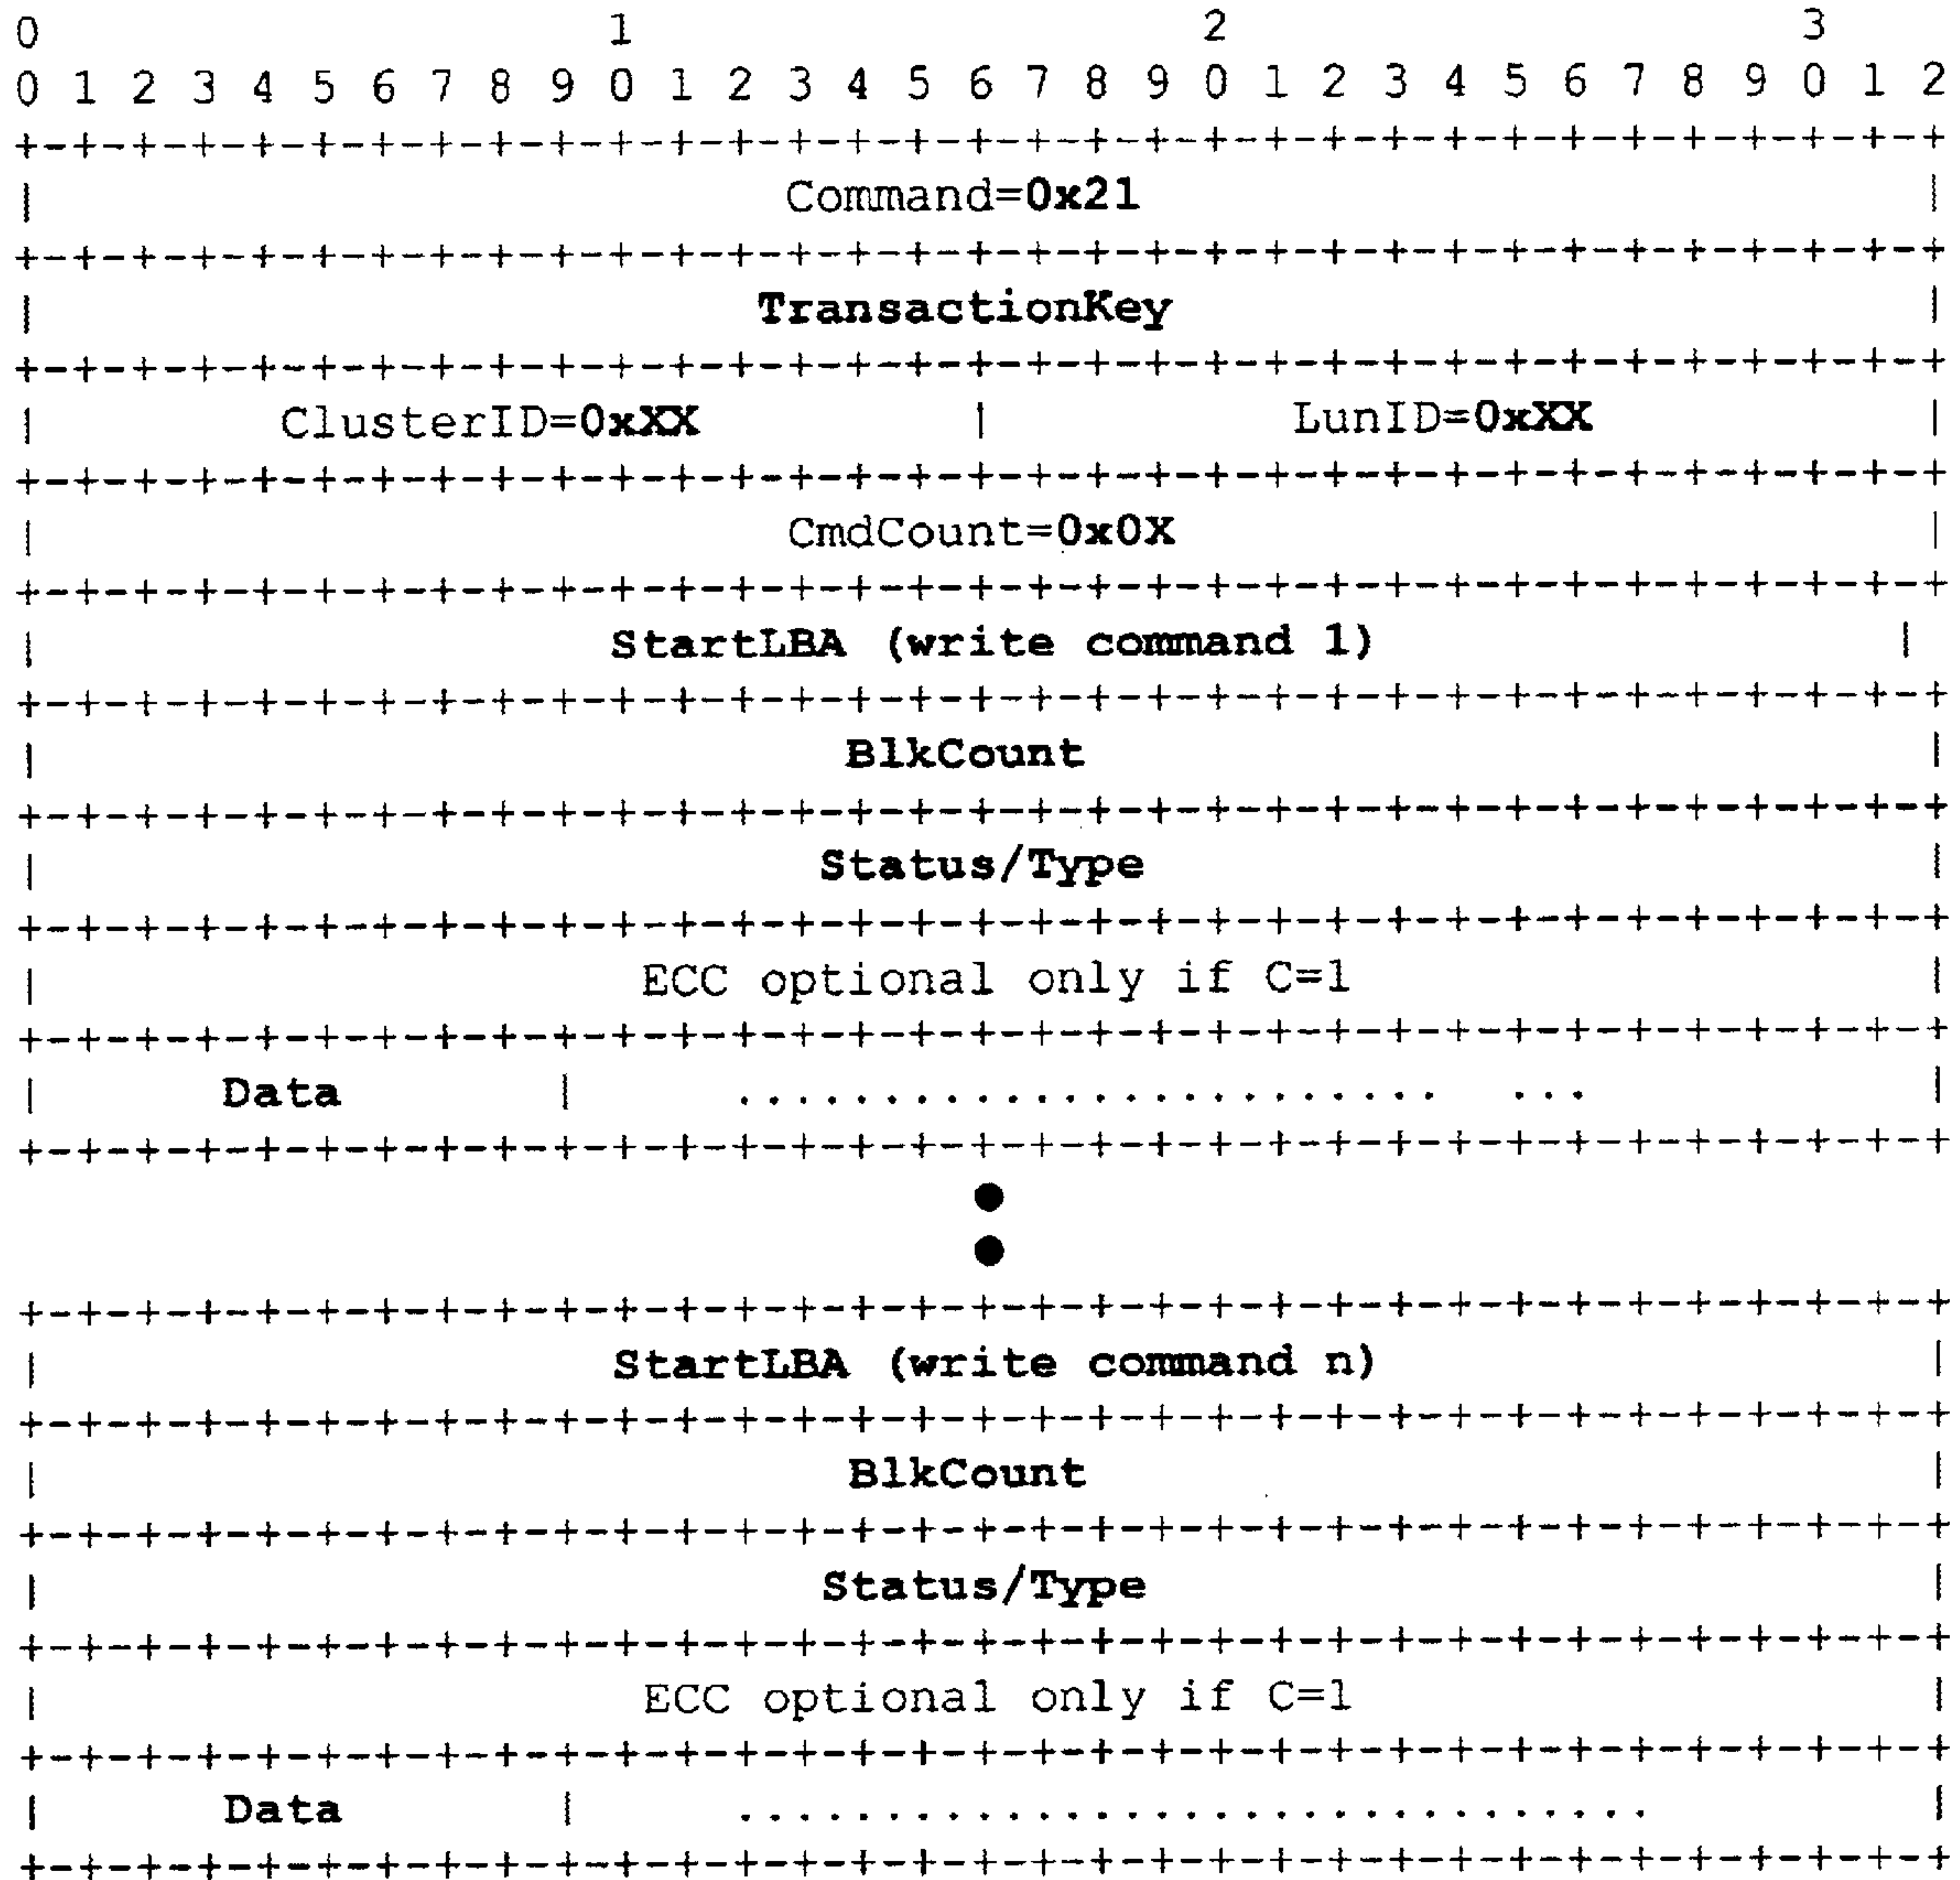 0 1 2 3
0 1 2 3 4 5 6 7 8 9 0 1 2 3 4 5 6 7 8 9 0 1 2 3 4 5 6 7 8 9 0 1 2
+-+-+-+-+-+-+-+-+-+-+-+-+-+-+-+-+-+-+-+-+-+-+-+-+-+-+-+-+-+-+-+-+
| Command=0x21 |
+-+-+-+-+-+-+-+-+-+-+-+-+-+-+-+-+-+-+-+-+-+-+-+-+-+-+-+-+-+-+-+-+
| TransactionKey |
+-+-+-+-+-+-+-+-+-+-+-+-+-+-+-+-+-+-+-+-+-+-+-+-+-+-+-+-+-+-+-+-+
| ClusterID=0xXX | LunID=0xXX |
+-+-+-+-+-+-+-+-+-+-+-+-+-+-+-+-+-+-+-+-+-+-+-+-+-+-+-+-+-+-+-+-+
| CmdCount=0x0X |
+-+-+-+-+-+-+-+-+-+-+-+-+-+-+-+-+-+-+-+-+-+-+-+-+-+-+-+-+-+-+-+-+
| StartLBA (write command 1) |
+-+-+-+-+-+-+-+-+-+-+-+-+-+-+-+-+-+-+-+-+-+-+-+-+-+-+-+-+-+-+-+-+
| BlkCount |
+-+-+-+-+-+-+-+-+-+-+-+-+-+-+-+-+-+-+-+-+-+-+-+-+-+-+-+-+-+-+-+-+
| Status/Type |
+-+-+-+-+-+-+-+-+-+-+-+-+-+-+-+-+-+-+-+-+-+-+-+-+-+-+-+-+-+-+-+-+
| ECC optional only if C=1 |
+-+-+-+-+-+-+-+-+-+-+-+-+-+-+-+-+-+-+-+-+-+-+-+-+-+-+-+-+-+-+-+-+
| Data | ........................ ... |
+-+-+-+-+-+-+-+-+-+-+-+-+-+-+-+-+-+-+-+-+-+-+-+-+-+-+-+-+-+-+-+-+
●
●
+-+-+-+-+-+-+-+-+-+-+-+-+-+-+-+-+-+-+-+-+-+-+-+-+-+-+-+-+-+-+-+-+
| StartLBA (write command n) |
+-+-+-+-+-+-+-+-+-+-+-+-+-+-+-+-+-+-+-+-+-+-+-+-+-+-+-+-+-+-+-+-+
| BlkCount |
+-+-+-+-+-+-+-+-+-+-+-+-+-+-+-+-+-+-+-+-+-+-+-+-+-+-+-+-+-+-+-+-+
| Status/Type |
+-+-+-+-+-+-+-+-+-+-+-+-+-+-+-+-+-+-+-+-+-+-+-+-+-+-+-+-+-+-+-+-+
| ECC optional only if C=1 |
+-+-+-+-+-+-+-+-+-+-+-+-+-+-+-+-+-+-+-+-+-+-+-+-+-+-+-+-+-+-+-+-+
| Data | ............................... |
+-+-+-+-+-+-+-+-+-+-+-+-+-+-+-+-+-+-+-+-+-+-+-+-+-+-+-+-+-+-+-+-+